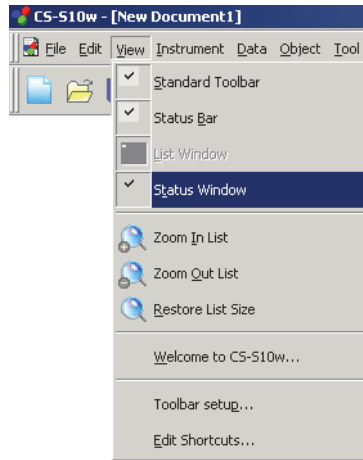 CS-S10w - [New Document1]
File Edit View Instrument Data Object Tool
Standard Toolbar
Status Bar
List Window
Status Window
Zoom In List
Zoom Out List
Restore List Size
Welcome to CS-S10w...
Toolbar setup...
Edit Shortcuts...